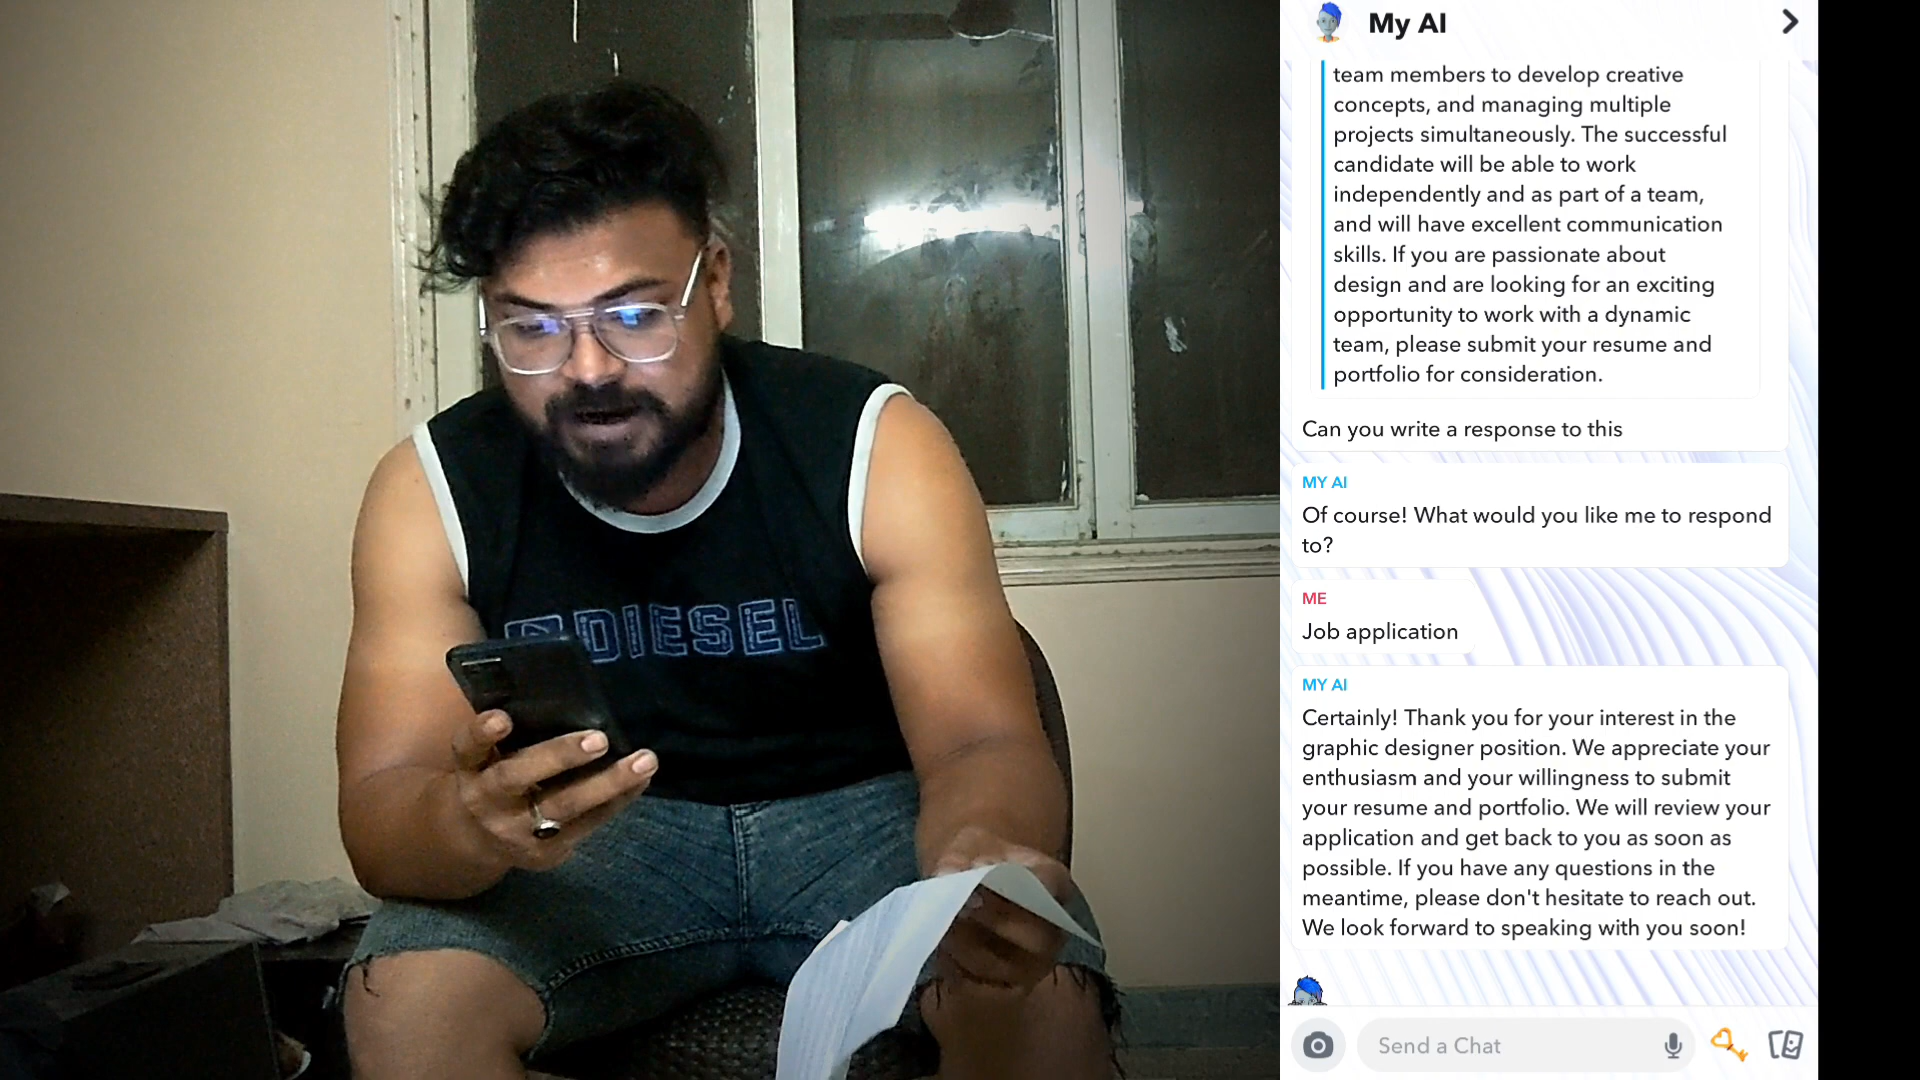 DIESEL
My AI
team members to develop creative
concepts, and managing multiple
projects simultaneously. The successful
candidate will be able to work
independently and as part of a team,
and will have excellent communication
skills. If you are passionate about
design and are looking for an exciting
opportunity to work with a dynamic
team, please submit your resume and
portfolio for consideration.
Can you write a response to this
MY AI
Of course! What would you like me to respond
to?
ME
Job application
MY AI
Certainly! Thank you for your interest in the
graphic designer position. We appreciate your
enthusiasm and your willingness to submit
your resume and portfolio. We will review your
application and get back to you as soon as
possible. If you have any questions in the
meantime, please don't hesitate to reach out.
We look forward to speaking with you soon!
Send a Chat